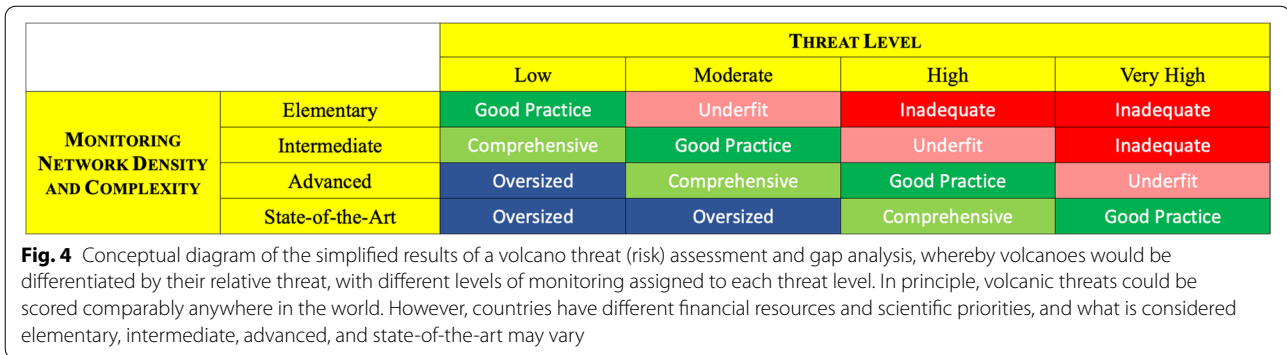 THREAT LEVEL
Low Moderate High Very High
MONITORING
NETWORK DENSITY
AND COMPLEXITY
Elementary Good Practice Underfit Inadequate Inadequate
Intermediate Comprehensive Good Practice Underfit Inadequate
Advanced Oversized Comprehensive Good Practice Underfit
State-of-the-Art Oversized Oversized Comprehensive Good Practice
Fig. 4 Conceptual diagram of the simplified results of a volcano threat (risk) assessment and gap analysis, whereby volcanoes would be
differentiated by their relative threat, with different levels of monitoring assigned to each threat level. In principle, volcanic threats could be
scored comparably anywhere in the world. However, countries have different financial resources and scientific priorities, and what is considered
elementary, intermediate, advanced, and state-of-the-art may vary